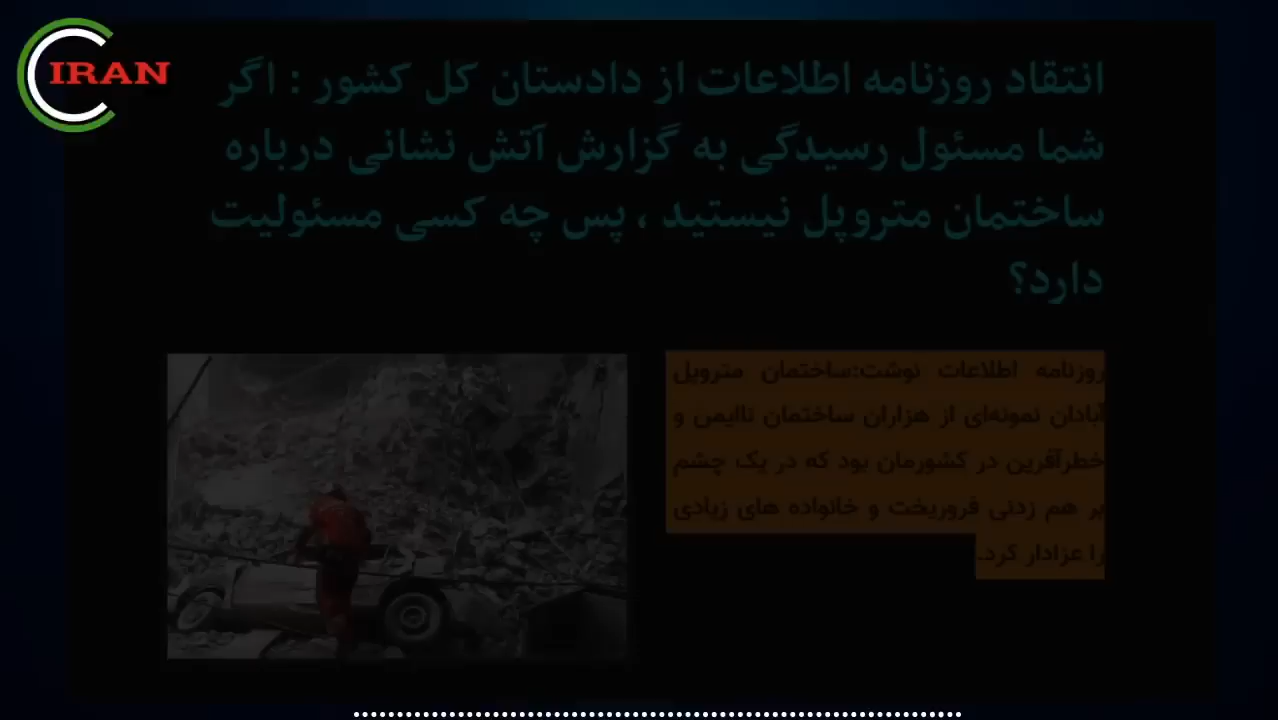 IRAN
انتقاد روزنامه اطلاعات از دادستان کل کشور : اگر
شما مسئول رسیدگی به گزارش آتش نشانی درباره
ساختمان متروپل نیستید ، پس چه کسی مسئولیت
دارد؟
روزنامه اطلاعات نوشت:ساختمان متروپل
آبادان نمونه‌ای از هزاران ساختمان ناایمن و
خطرآفرین در کشورمان بود که در یک چشم
بر هم زدنی فروریخت و خانواده های زیادی
را عزادار کرد.